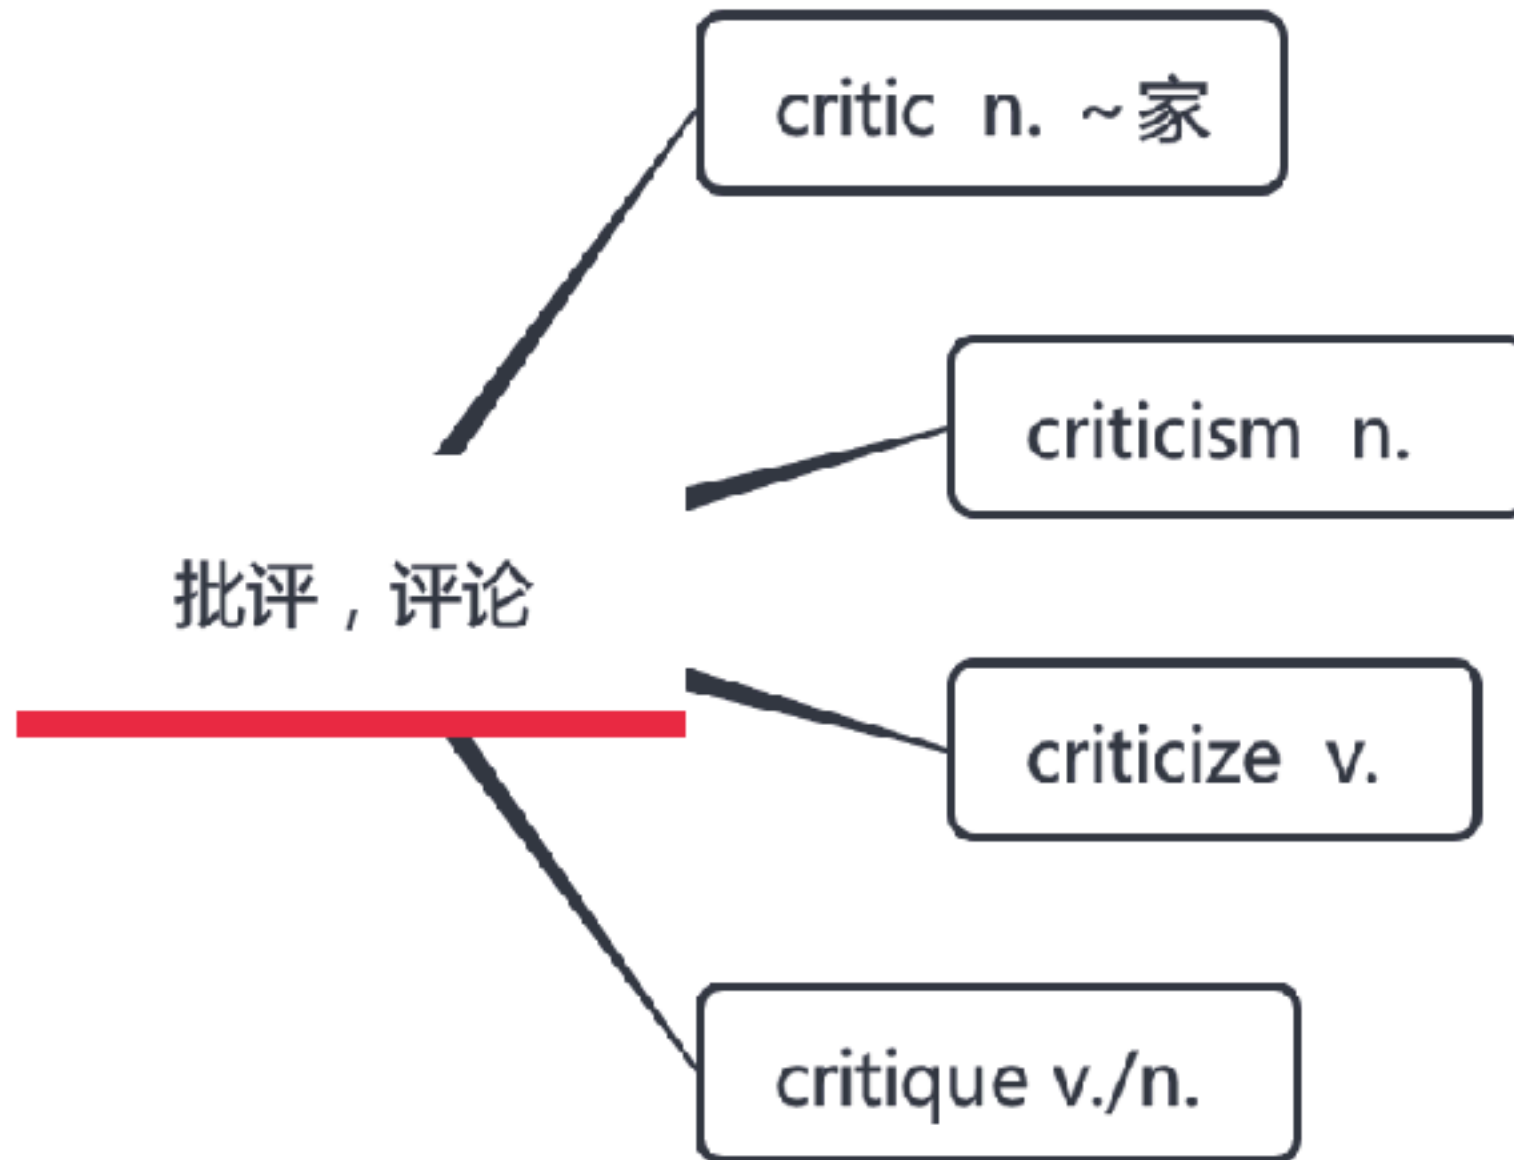 critic n. ~家
criticism n.
批评，评论
criticize v.
critique v./n.